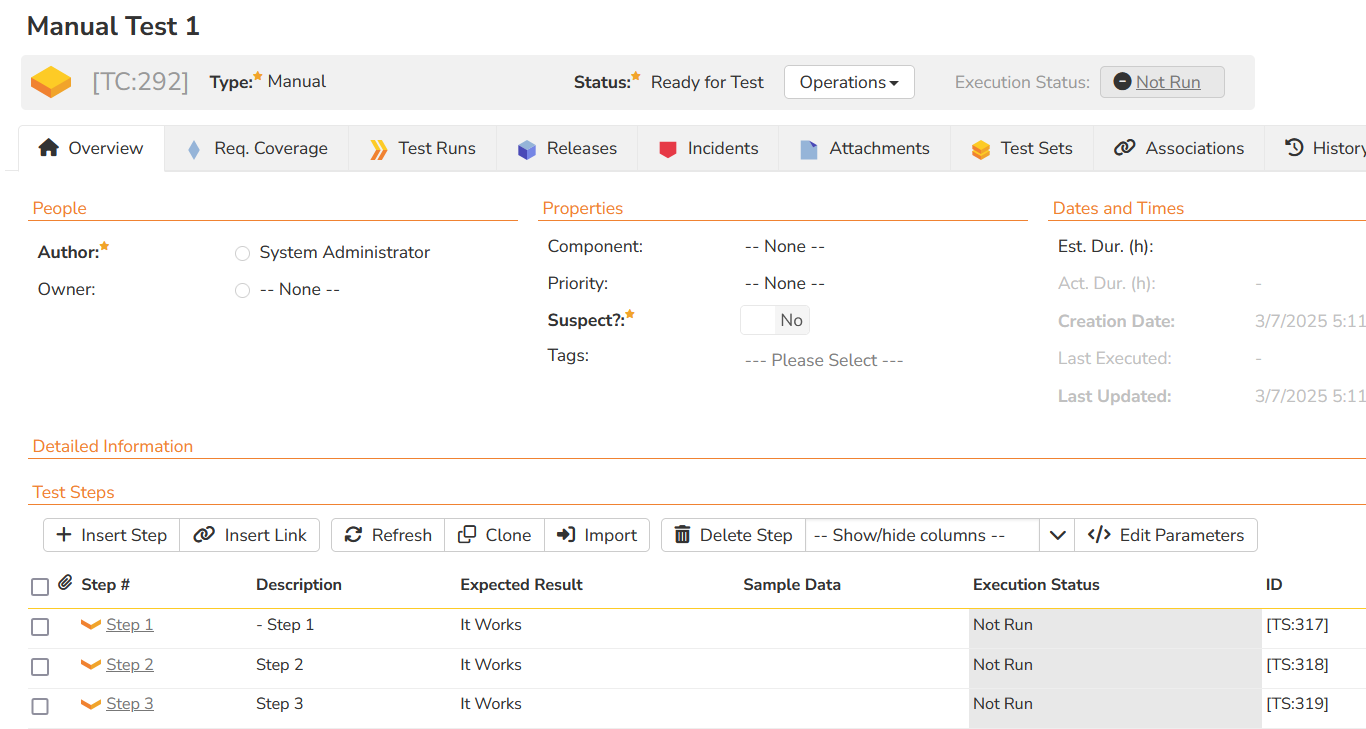 Manual Test 1
[TC:292] Type: Manual Status: Ready for Test Operations Execution Status: Not Run
Overview Req. Coverage Test Runs Releases Incidents Attachments Test Sets Associations History
People Properties Dates and Times
Author: System Administrator Component: -- None -- Est. Dur. (h):
Owner: -- None -- Priority: -- None -- Act. Dur. (h): -
Suspect?: No Creation Date: 3/7/2025 5:11
Tags: --- Please Select --- Last Executed: -
Last Updated: 3/7/2025 5:11
Detailed Information
Test Steps
Insert Step Insert Link Refresh Clone Import Delete Step -- Show/hide columns -- </> Edit Parameters
Step # Description Expected Result Sample Data Execution Status ID
Step 1 - Step 1 It Works Not Run [TS:317]
Step 2 Step 2 It Works Not Run [TS:318]
Step 3 Step 3 It Works Not Run [TS:319]